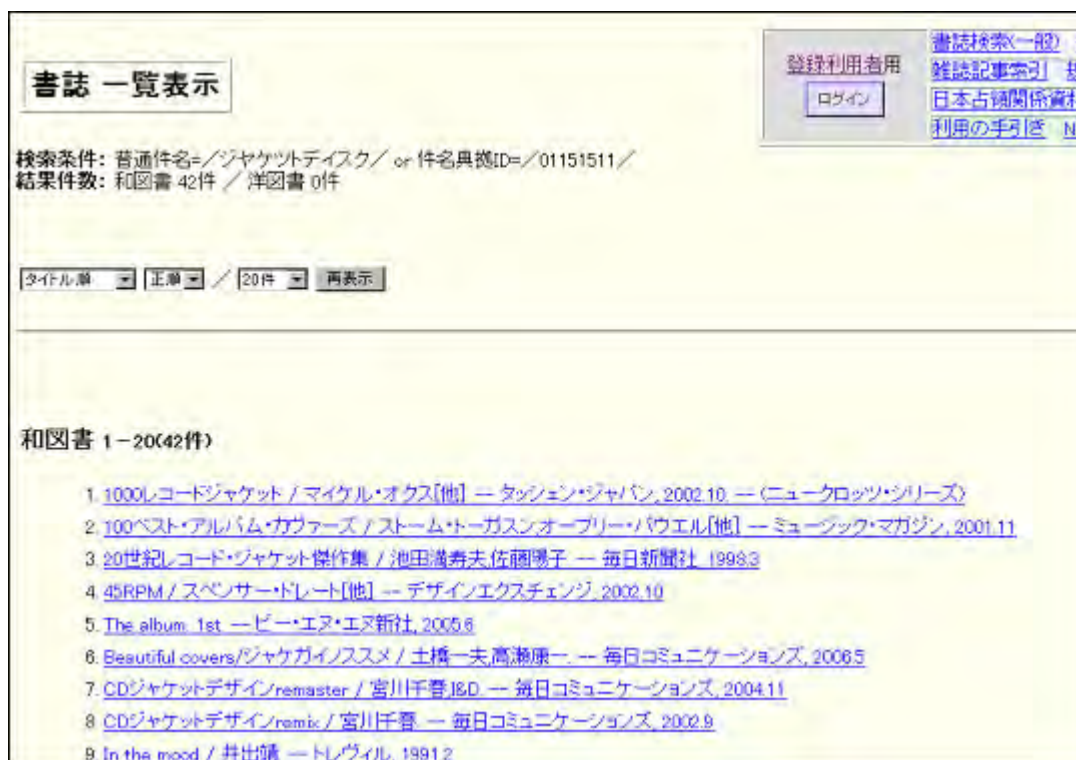 書誌 一覧表示
登録利用者用
ログイン
書誌検索(一般)
雑誌記事索引
日本占領関係資料
利用の手引き N
検索条件: 普通件名=／ジヤケツトデイスク／ or 件名典拠ID=／01151511／
結果件数: 和図書 42件 ／ 洋図書 0件
タイトル順 正順 ／ 20件 再表示
和図書 1－20(42件)
1. 1000レコードジャケット / マイケル・オクス[他] -- タッシェン・ジャパン, 2002.10. -- (ニュークロッツ・シリーズ)
2. 100ベスト・アルバム・カヴァーズ / ストーム・トーガスン,オーブリー・パウエル[他] -- ミュージック・マガジン, 2001.11
3. 20世紀レコード・ジャケット傑作集 / 池田満寿夫,佐藤陽子. -- 毎日新聞社, 1998.3
4. 45RPM / スペンサー・ドレート[他] -- デザインエクスチェンジ, 2002.10
5. The album. 1st. -- ビー・エヌ・エヌ新社, 2005.6
6. Beautiful covers/ジャケガイノススメ / 土橋一夫,高瀬康一. -- 毎日コミュニケーションズ, 2006.5
7. CDジャケットデザインremaster / 宮川千春,I&D. -- 毎日コミュニケーションズ, 2004.11
8. CDジャケットデザインremix / 宮川千春. -- 毎日コミュニケーションズ, 2002.9
9. In the mood / 井出靖. -- トレヴィル, 1991.2